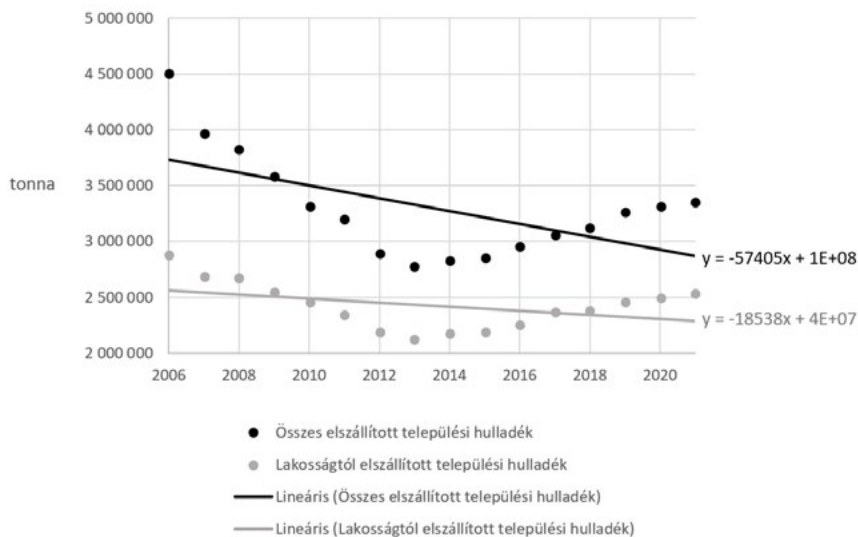 5 000 000
4 500 000
4 000 000
tonna
3 500 000
3 000 000
y = -57405x + 1E+08
2 500 000
y = -18538x + 4E+07
2 000 000
2006 2008 2010 2012 2014 2016 2018 2020
Összes elszállított települési hulladék
Lakosságtól elszállított települési hulladék
Lineáris (Összes elszállított települési hulladék)
Lineáris (Lakosságtól elszállított települési hulladék)